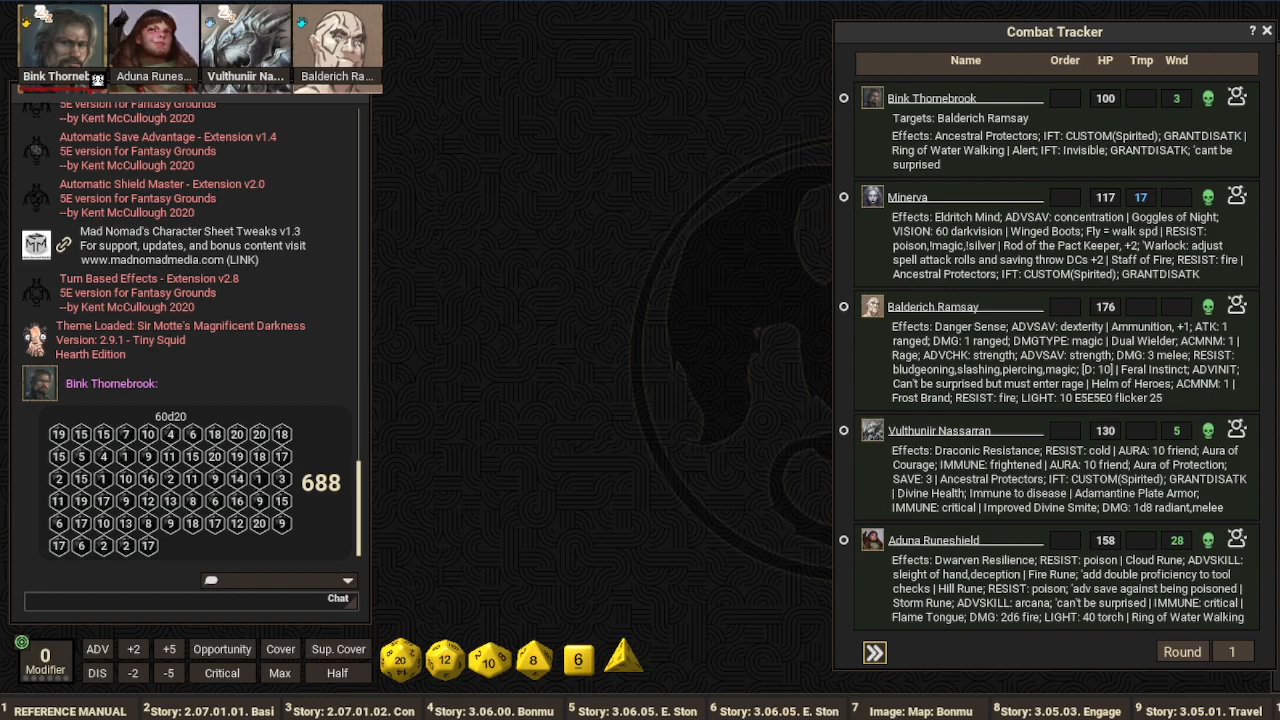 Bink Thornel
Aduna Runes...
Vulthuniir Na...
Balderich Ra...
5E version for Fantasy Grounds
--by Kent McCullough 2020
Automatic Save Advantage - Extension v1.4
5E version for Fantasy Grounds
--by Kent McCullough 2020
Automatic Shield Master - Extension v2.0
5E version for Fantasy Grounds
--by Kent McCullough 2020
Mad Nomad's Character Sheet Tweaks v1.3
For support, updates, and bonus content visit
www.madnomadmedia.com (LINK)
Turn Based Effects - Extension v2.8
5E version for Fantasy Grounds
--by Kent McCullough 2020
Theme Loaded: Sir Motte's Magnificent Darkness
Version: 2.9.1 - Tiny Squid
Hearth Edition
Bink Thornebrook:
60d20
19 15 15 7 10 4 6 18 20 20 18
15 5 4 1 9 11 15 20 19 18 17
2 15 1 10 16 2 11 9 14 1 3
11 19 17 9 12 13 8 6 16 9 15
6 17 10 13 8 9 18 17 12 20 9
17 6 2 2 17
688
Chat
0
Modifier
ADV +2 +5 Opportunity Cover Sup. Cover
DIS -2 -5 Critical Max Half
20 12 10 8 6
Combat Tracker
? ×
Name Order HP Tmp Wnd
Bink Thornebrook 100 3
Targets: Balderich Ramsay
Effects: Ancestral Protectors; IFT: CUSTOM(Spirited); GRANTDISATK |
Ring of Water Walking | Alert; IFT: Invisible; GRANTDISATK; 'cant be
surprised
Minerva 117 17
Effects: Eldritch Mind; ADVSAV: concentration | Goggles of Night;
VISION: 60 darkvision | Winged Boots; Fly = walk spd | RESIST:
poison,!magic,!silver | Rod of the Pact Keeper, +2; 'Warlock: adjust
spell attack rolls and saving throw DCs +2 | Staff of Fire; RESIST: fire |
Ancestral Protectors; IFT: CUSTOM(Spirited); GRANTDISATK
Balderich Ramsay 176
Effects: Danger Sense; ADVSAV: dexterity | Ammunition, +1; ATK: 1
ranged; DMG: 1 ranged; DMGTYPE: magic | Dual Wielder; ACMNM: 1 |
Rage; ADVCHK: strength; ADVSAV: strength; DMG: 3 melee; RESIST:
bludgeoning,slashing,piercing,magic; [D: 10] | Feral Instinct; ADVINIT;
Can't be surprised but must enter rage | Helm of Heroes; ACMNM: 1 |
Frost Brand; RESIST: fire; LIGHT: 10 E5E5E0 flicker 25
Vulthuniir Nassarran 130 5
Effects: Draconic Resistance; RESIST: cold | AURA: 10 friend; Aura of
Courage; IMMUNE: frightened | AURA: 10 friend; Aura of Protection;
SAVE: 3 | Ancestral Protectors; IFT: CUSTOM(Spirited); GRANTDISATK
| Divine Health; Immune to disease | Adamantine Plate Armor;
IMMUNE: critical | Improved Divine Smite; DMG: 1d8 radiant,melee
Aduna Runeshield 158 28
Effects: Dwarven Resilience; RESIST: poison | Cloud Rune; ADVSKILL:
sleight of hand,deception | Fire Rune; 'add double proficiency to tool
checks | Hill Rune; RESIST: poison; 'adv save against being poisoned |
Storm Rune; ADVSKILL: arcana; 'can't be surprised | IMMUNE: critical |
Flame Tongue; DMG: 2d6 fire; LIGHT: 40 torch | Ring of Water Walking
Round 1
1 REFERENCE MANUAL
2 Story: 2.07.01.01. Basi
3 Story: 2.07.01.02. Con
4 Story: 3.06.00. Bonmu
5 Story: 3.06.05. E. Ston
6 Story: 3.06.05. E. Ston
7 Image: Map: Bonmu
8 Story: 3.05.03. Engage
9 Story: 3.05.01. Travel